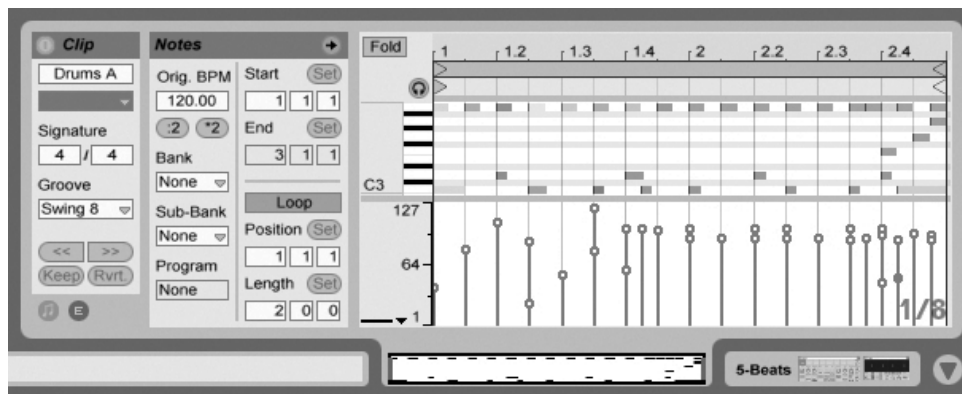 Clip
Drums A
Signature
4 / 4
Groove
Swing 8
<< >>
Keep Rvrt.
E
Notes
Orig. BPM
120.00
:2 *2
Bank
None
Sub-Bank
None
Program
None
Start Set
1 1 1
End Set
3 1 1
Loop
Position Set
1 1 1
Length Set
2 0 0
Fold
1 1.2 1.3 1.4 2 2.2 2.3 2.4
C3
127
64
1
1/8
5-Beats